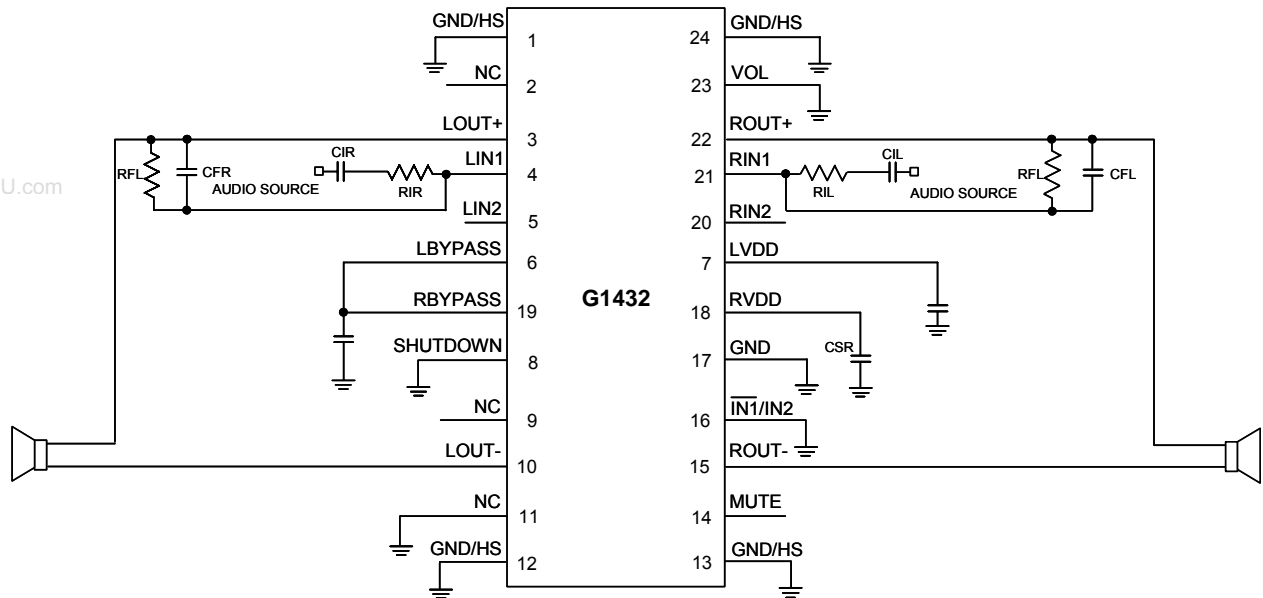 GND/HS
1
NC
2
LOUT+
3
CIR
LIN1
4
RFL
CFR
AUDIO SOURCE
RIR
LIN2
5
LBYPASS
6
RBYPASS
19
SHUTDOWN
8
NC
9
LOUT-
10
NC
11
GND/HS
12
G1432
24
GND/HS
23
VOL
22
ROUT+
21
RIN1
CIL
RIL
AUDIO SOURCE
RFL
CFL
20
RIN2
7
LVDD
18
RVDD
CSR
17
GND
16
IN1/IN2
15
ROUT-
14
MUTE
13
GND/HS
U.com